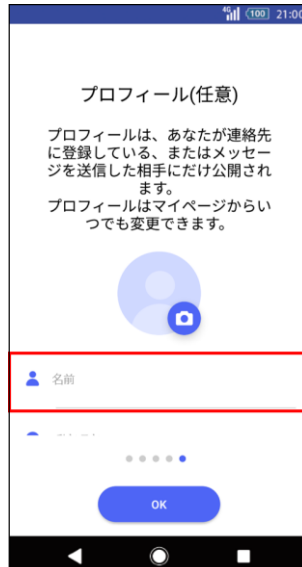 4G 100 21:00
プロフィール(任意)
プロフィールは、あなたが連絡先
に登録している、またはメッセー
ジを送信した相手にだけ公開され
ます。
プロフィールはマイページからい
つでも変更できます。
名前
OK